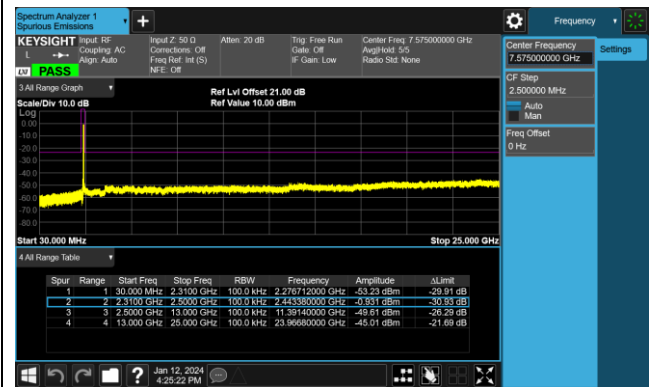 Spectrum Analyzer 1
Spurious Emissions
Frequency
KEYSIGHT
Input: RF
Coupling: AC
Align: Auto
Input Z: 50 Ω
Corrections: Off
Freq Ref: Int (S)
NFE: Off
Atten: 20 dB
Trig: Free Run
Gate: Off
IF Gain: Low
Center Freq: 7.575000000 GHz
Avg|Hold: 5/5
Radio Std: None
L
LXI
PASS
Center Frequency
7.575000000 GHz
Settings
CF Step
2.500000 MHz
Auto
Man
Freq Offset
0 Hz
3 All Range Graph
Scale/Div 10.0 dB
Ref Lvl Offset 21.00 dB
Ref Value 10.00 dBm
Log
0.00
-10.0
-20.0
-30.0
-40.0
-50.0
-60.0
-70.0
-80.0
Start 30.000 MHz
Stop 25.000 GHz
4 All Range Table
Spur Range Start Freq Stop Freq RBW Frequency Amplitude ΔLimit
1 1 30.000 MHz 2.3100 GHz 100.0 kHz 2.276712000 GHz -53.23 dBm -29.91 dB
2 2 2.3100 GHz 2.5000 GHz 100.0 kHz 2.443380000 GHz -0.931 dBm -30.93 dB
3 3 2.5000 GHz 13.000 GHz 100.0 kHz 11.39140000 GHz -49.61 dBm -26.29 dB
4 4 13.000 GHz 25.000 GHz 100.0 kHz 23.96680000 GHz -45.01 dBm -21.69 dB
Jan 12, 2024
4:25:22 PM